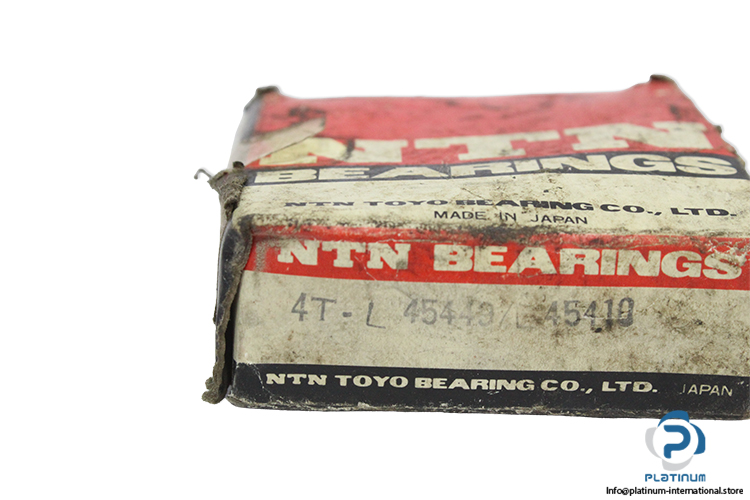 NTN
BEARINGS
NTN TOYO BEARING CO., LTD.
MADE IN JAPAN
NTN BEARINGS
4T-L 45449/L 45410
NTN TOYO BEARING CO., LTD. JAPAN
PLATINUM
Info@platinum-international.store